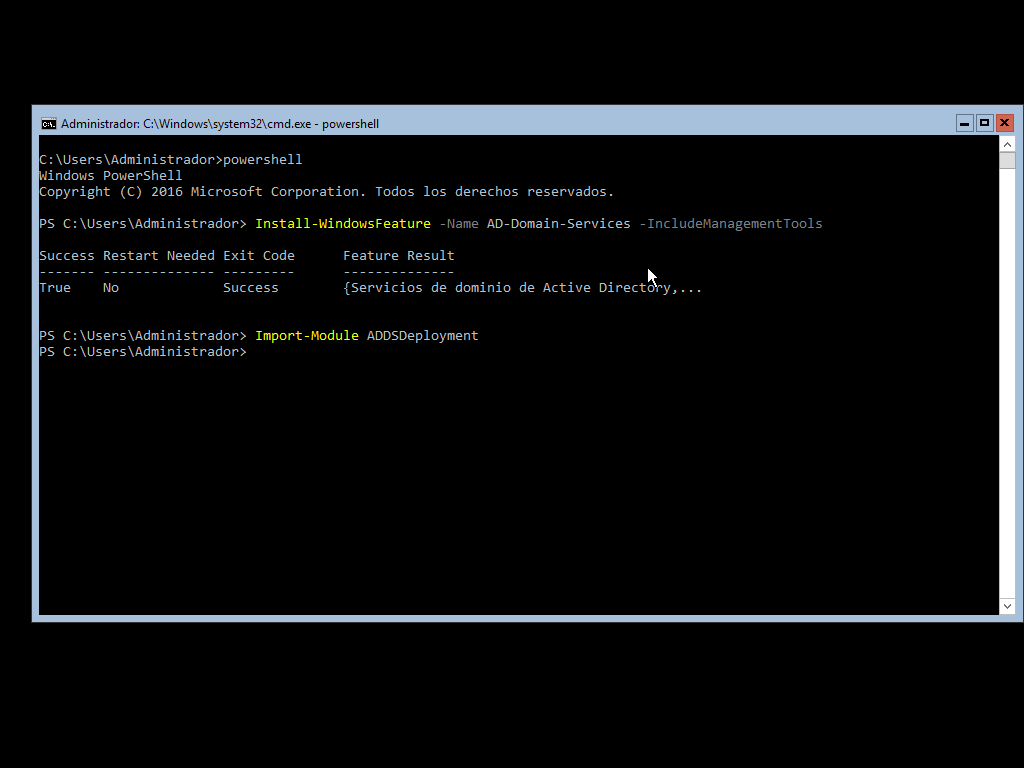 Administrador: C:\Windows\system32\cmd.exe - powershell
C:\Users\Administrador>powershell
Windows PowerShell
Copyright (C) 2016 Microsoft Corporation. Todos los derechos reservados.
PS C:\Users\Administrador> Install-WindowsFeature -Name AD-Domain-Services -IncludeManagementTools
Success Restart Needed Exit Code      Feature Result
------- -------------- ---------      --------------
True    No             Success        {Servicios de dominio de Active Directory,...
PS C:\Users\Administrador> Import-Module ADDSDeployment
PS C:\Users\Administrador>